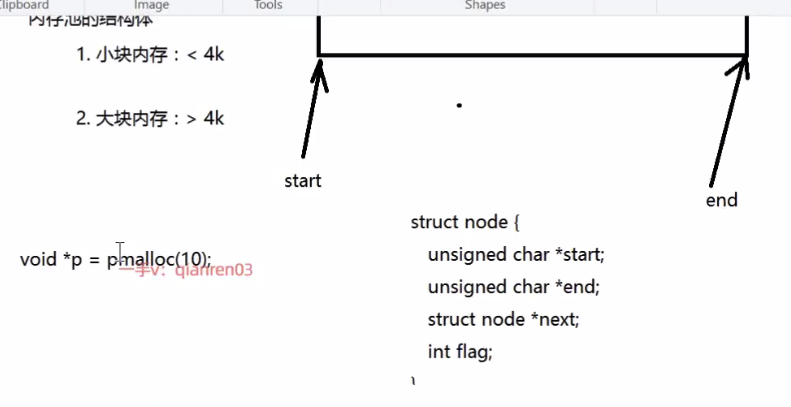 Clipboard Image Tools Shapes
内存池的结构体
1. 小块内存：< 4k
2. 大块内存：> 4k
start
end
struct node {
unsigned char *start;
void *p = pmalloc(10);
一手v：qianren03
unsigned char *end;
struct node *next;
int flag;
}